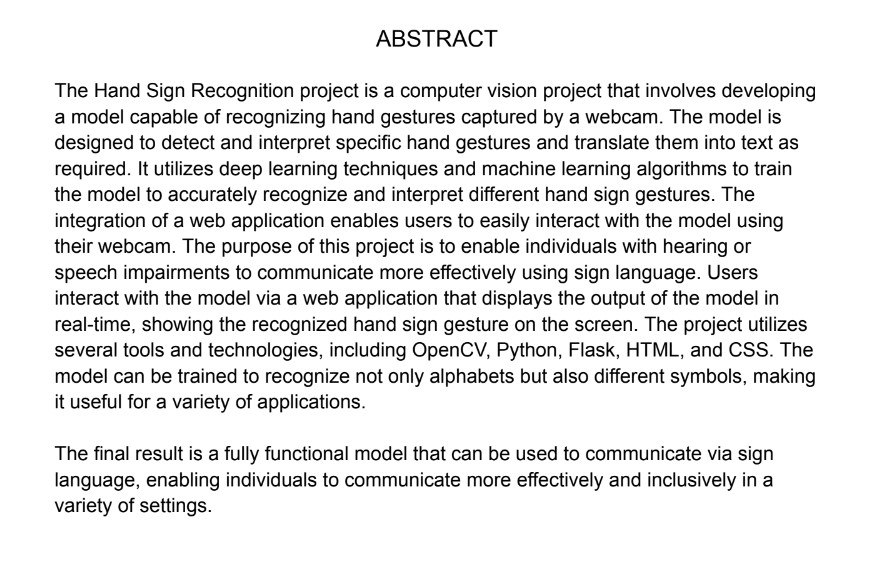 ABSTRACT
The Hand Sign Recognition project is a computer vision project that involves developing
a model capable of recognizing hand gestures captured by a webcam. The model is
designed to detect and interpret specific hand gestures and translate them into text as
required. It utilizes deep learning techniques and machine learning algorithms to train
the model to accurately recognize and interpret different hand sign gestures. The
integration of a web application enables users to easily interact with the model using
their webcam. The purpose of this project is to enable individuals with hearing or
speech impairments to communicate more effectively using sign language. Users
interact with the model via a web application that displays the output of the model in
real-time, showing the recognized hand sign gesture on the screen. The project utilizes
several tools and technologies, including OpenCV, Python, Flask, HTML, and CSS. The
model can be trained to recognize not only alphabets but also different symbols, making
it useful for a variety of applications.
The final result is a fully functional model that can be used to communicate via sign
language, enabling individuals to communicate more effectively and inclusively in a
variety of settings.